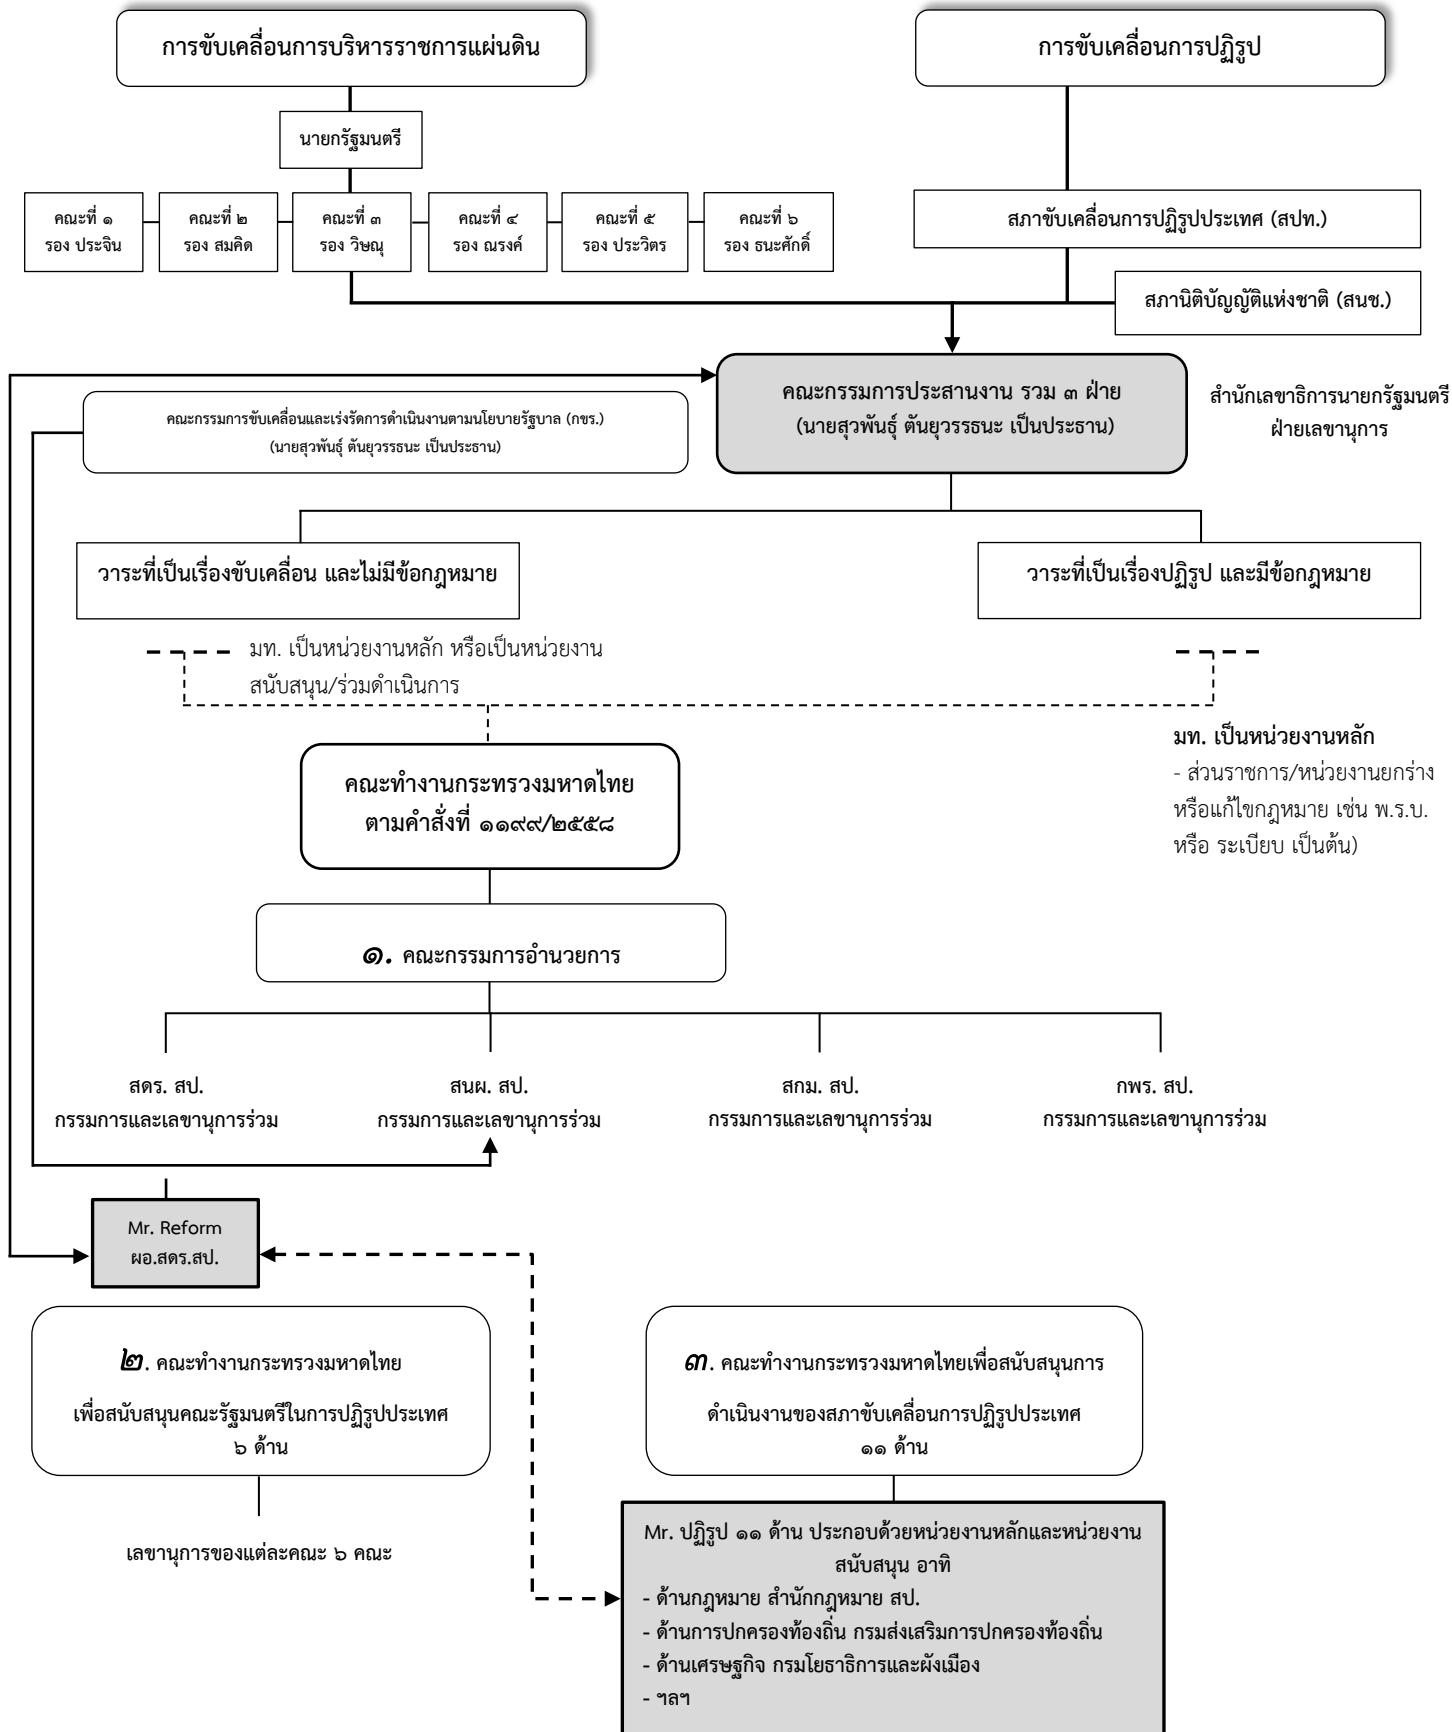 การขับเคลื่อนการบริหารราชการแผ่นดิน
การขับเคลื่อนการปฏิรูป
นายกรัฐมนตรี
คณะที่ ๑
รอง ประจิน
คณะที่ ๒
รอง สมคิด
คณะที่ ๓
รอง วิษณุ
คณะที่ ๔
รอง ณรงค์
คณะที่ ๕
รอง ประวิตร
คณะที่ ๖
รอง ธนะศักดิ์
สภาขับเคลื่อนการปฏิรูปประเทศ (สปท.)
สภานิติบัญญัติแห่งชาติ (สนช.)
คณะกรรมการประสานงาน รวม ๓ ฝ่าย
(นายสุวพันธุ์ ตันยุวรรธนะ เป็นประธาน)
สำนักเลขาธิการนายกรัฐมนตรี
ฝ่ายเลขานุการ
คณะกรรมการขับเคลื่อนและเร่งรัดการดำเนินงานตามนโยบายรัฐบาล (กขร.)
(นายสุวพันธุ์ ตันยุวรรธนะ เป็นประธาน)
วาระที่เป็นเรื่องขับเคลื่อน และไม่มีข้อกฎหมาย
วาระที่เป็นเรื่องปฏิรูป และมีข้อกฎหมาย
มท. เป็นหน่วยงานหลัก หรือเป็นหน่วยงาน
สนับสนุน/ร่วมดำเนินการ
มท. เป็นหน่วยงานหลัก
- ส่วนราชการ/หน่วยงานยกร่าง
หรือแก้ไขกฎหมาย เช่น พ.ร.บ.
หรือ ระเบียบ เป็นต้น)
คณะทำงานกระทรวงมหาดไทย
ตามคำสั่งที่ ๑๑๙๙/๒๕๕๘
๑. คณะกรรมการอำนวยการ
สดร. สป.
กรรมการและเลขานุการร่วม
สนผ. สป.
กรรมการและเลขานุการร่วม
สกม. สป.
กรรมการและเลขานุการร่วม
กพร. สป.
กรรมการและเลขานุการร่วม
Mr. Reform
ผอ.สดร.สป.
๒. คณะทำงานกระทรวงมหาดไทย
เพื่อสนับสนุนคณะรัฐมนตรีในการปฏิรูปประเทศ
๖ ด้าน
๓. คณะทำงานกระทรวงมหาดไทยเพื่อสนับสนุนการ
ดำเนินงานของสภาขับเคลื่อนการปฏิรูปประเทศ
๑๑ ด้าน
เลขานุการของแต่ละคณะ ๖ คณะ
Mr. ปฏิรูป ๑๑ ด้าน ประกอบด้วยหน่วยงานหลักและหน่วยงาน
สนับสนุน อาทิ
- ด้านกฎหมาย สำนักกฎหมาย สป.
- ด้านการปกครองท้องถิ่น กรมส่งเสริมการปกครองท้องถิ่น
- ด้านเศรษฐกิจ กรมโยธาธิการและผังเมือง
- ฯลฯ